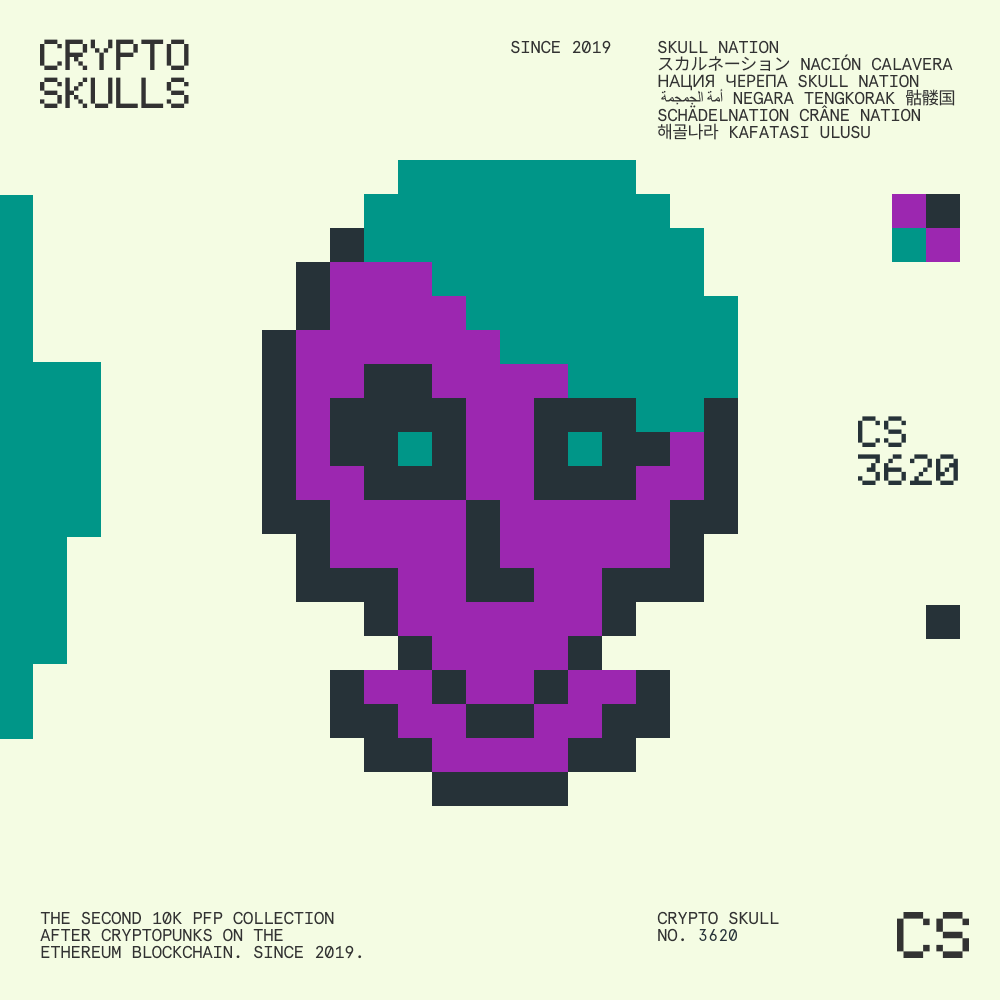 CRYPTO
SKULLS
SINCE 2019
SKULL NATION
スカルネーション NACIÓN CALAVERA
НАЦИЯ ЧЕРЕПА SKULL NATION
أمة الجمجمة NEGARA TENGKORAK 骷髅国
SCHÄDELNATION CRÂNE NATION
해골나라 KAFATASI ULUSU
CS
3620
THE SECOND 10K PFP COLLECTION
AFTER CRYPTOPUNKS ON THE
ETHEREUM BLOCKCHAIN. SINCE 2019.
CRYPTO SKULL
NO. 3620
CS